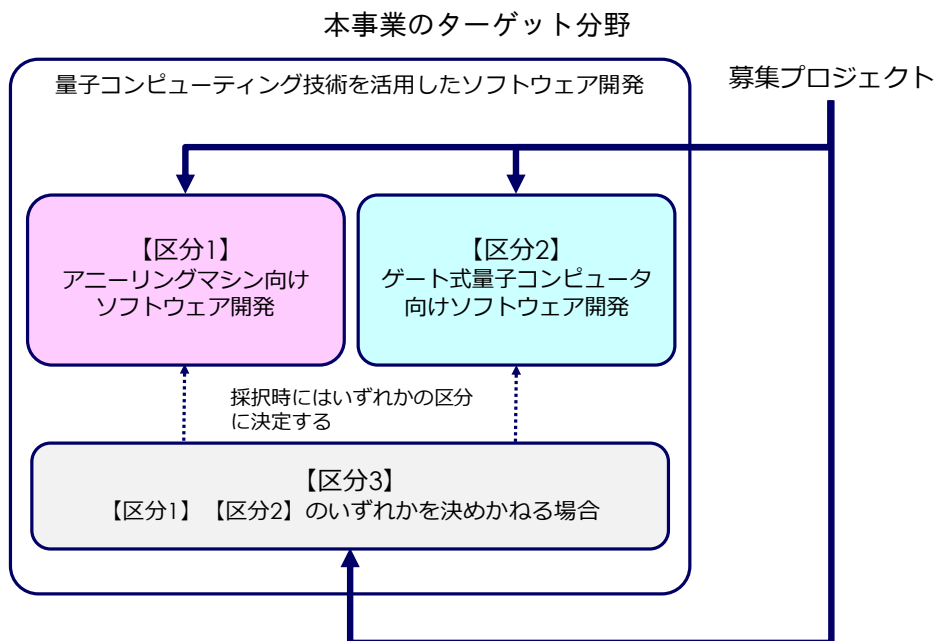 本事業のターゲット分野
量子コンピューティング技術を活用したソフトウェア開発
募集プロジェクト
【区分1】
アニーリングマシン向け
ソフトウェア開発
【区分2】
ゲート式量子コンピュータ
向けソフトウェア開発
採択時にはいずれかの区分
に決定する
【区分3】
【区分1】【区分2】のいずれかを決めかねる場合